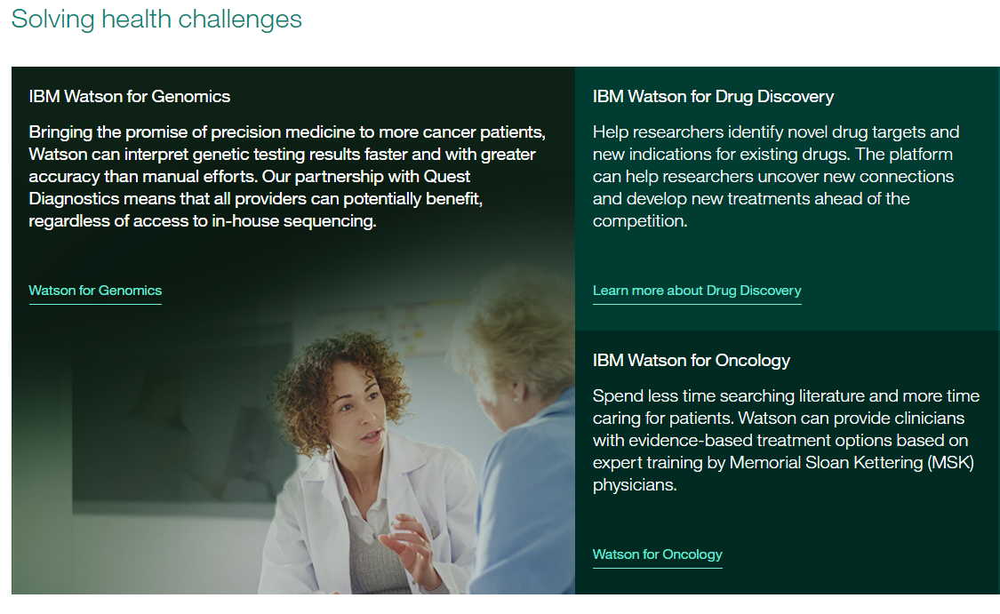 Solving health challenges
IBM Watson for Genomics
Bringing the promise of precision medicine to more cancer patients,
Watson can interpret genetic testing results faster and with greater
accuracy than manual efforts. Our partnership with Quest
Diagnostics means that all providers can potentially benefit,
regardless of access to in-house sequencing.
Watson for Genomics
IBM Watson for Drug Discovery
Help researchers identify novel drug targets and
new indications for existing drugs. The platform
can help researchers uncover new connections
and develop new treatments ahead of the
competition.
Learn more about Drug Discovery
IBM Watson for Oncology
Spend less time searching literature and more time
caring for patients. Watson can provide clinicians
with evidence-based treatment options based on
expert training by Memorial Sloan Kettering (MSK)
physicians.
Watson for Oncology